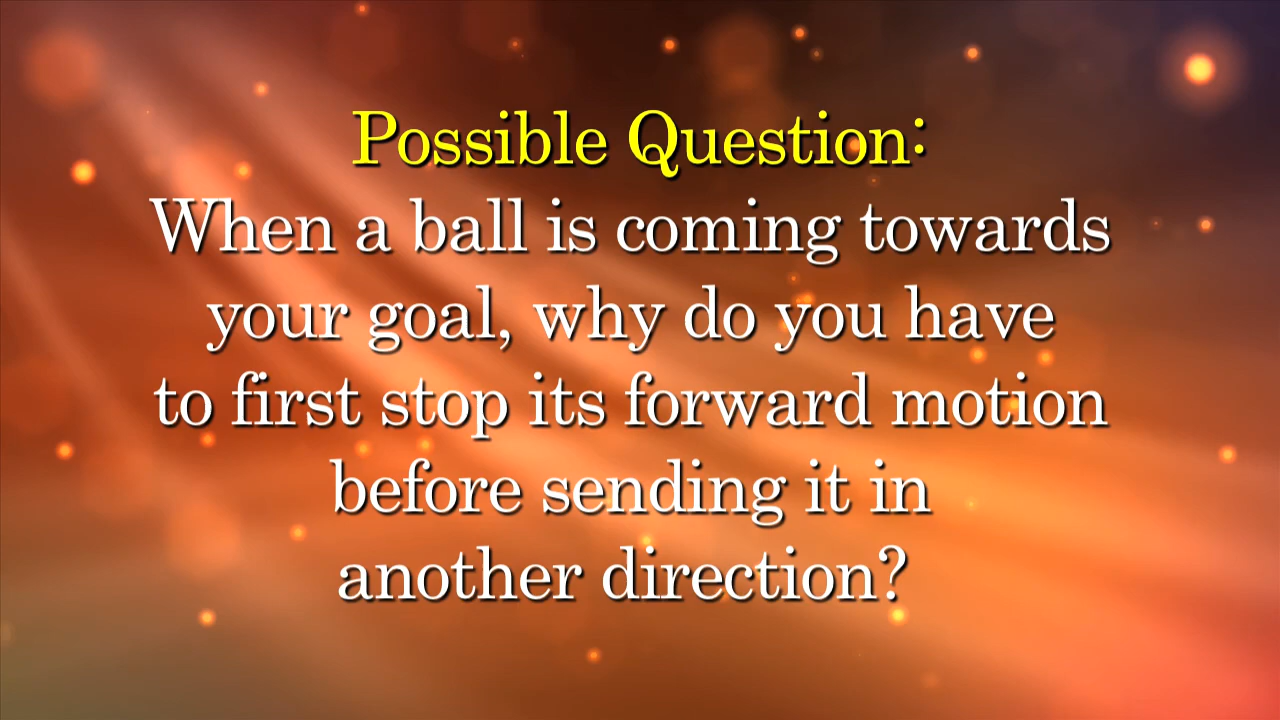 Possible Question:
When a ball is coming towards
your goal, why do you have
to first stop its forward motion
before sending it in
another direction?